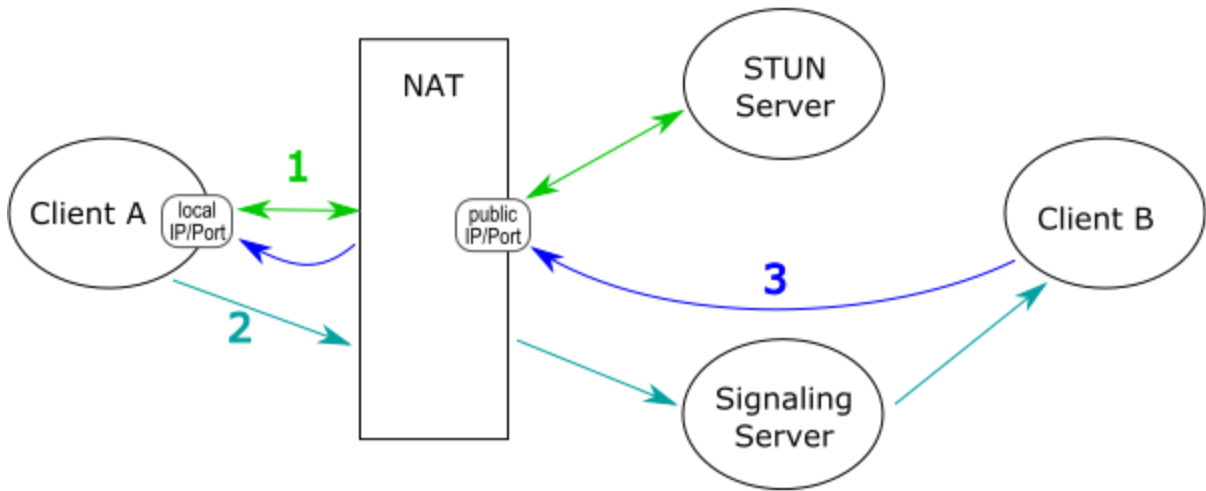 NAT
STUN
Server
1
Client A
local
IP/Port
public
IP/Port
Client B
3
2
Signaling
Server